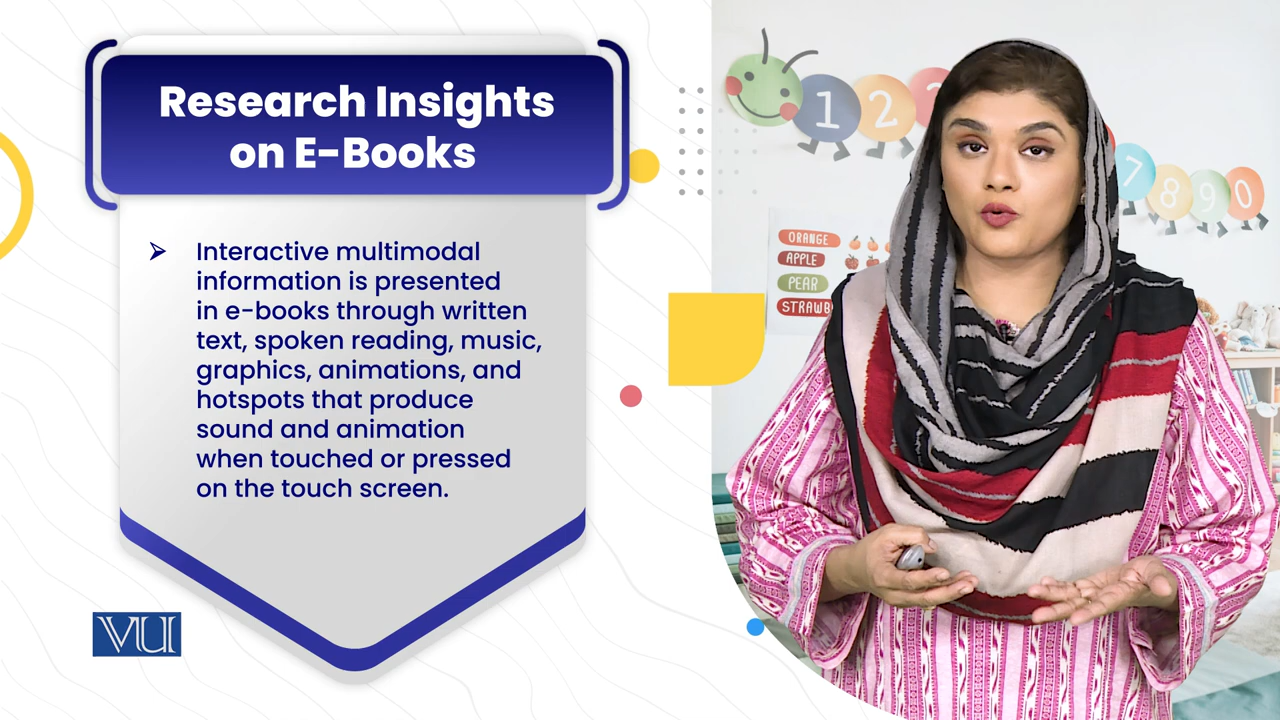 Research Insights
on E-Books
➢ Interactive multimodal
information is presented
in e-books through written
text, spoken reading, music,
graphics, animations, and
hotspots that produce
sound and animation
when touched or pressed
on the touch screen.
VU
1 2
7 8 9 0
ORANGE
APPLE
PEAR
STRAWB